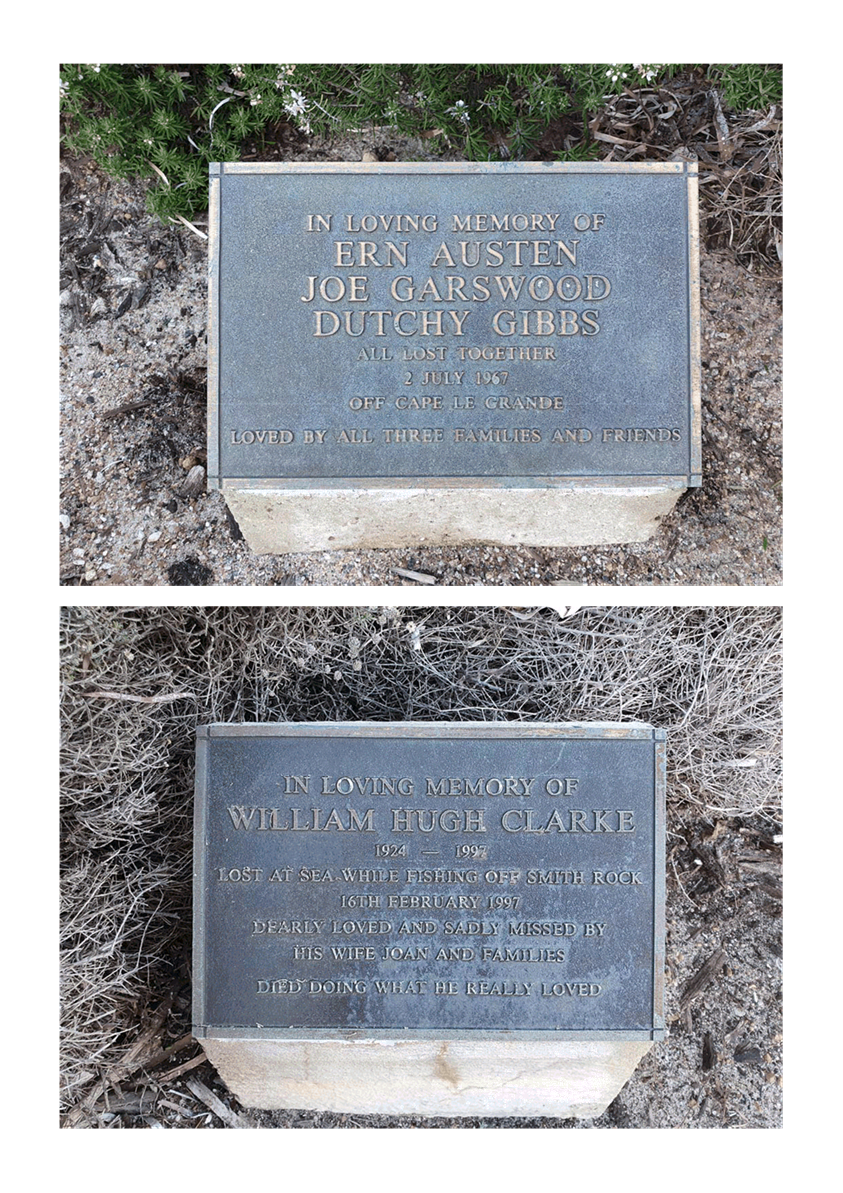 IN LOVING MEMORY OF
ERN AUSTEN
JOE GARSWOOD
DUTCHY GIBBS
ALL LOST TOGETHER
2 JULY 1967
OFF CAPE LE GRANDE
LOVED BY ALL THREE FAMILIES AND FRIENDS
IN LOVING MEMORY OF
WILLIAM HUGH CLARKE
1924 — 1997
LOST AT SEA WHILE FISHING OFF SMITH ROCK
16TH FEBRUARY 1997
DEARLY LOVED AND SADLY MISSED BY
HIS WIFE JOAN AND FAMILIES
DIED DOING WHAT HE REALLY LOVED